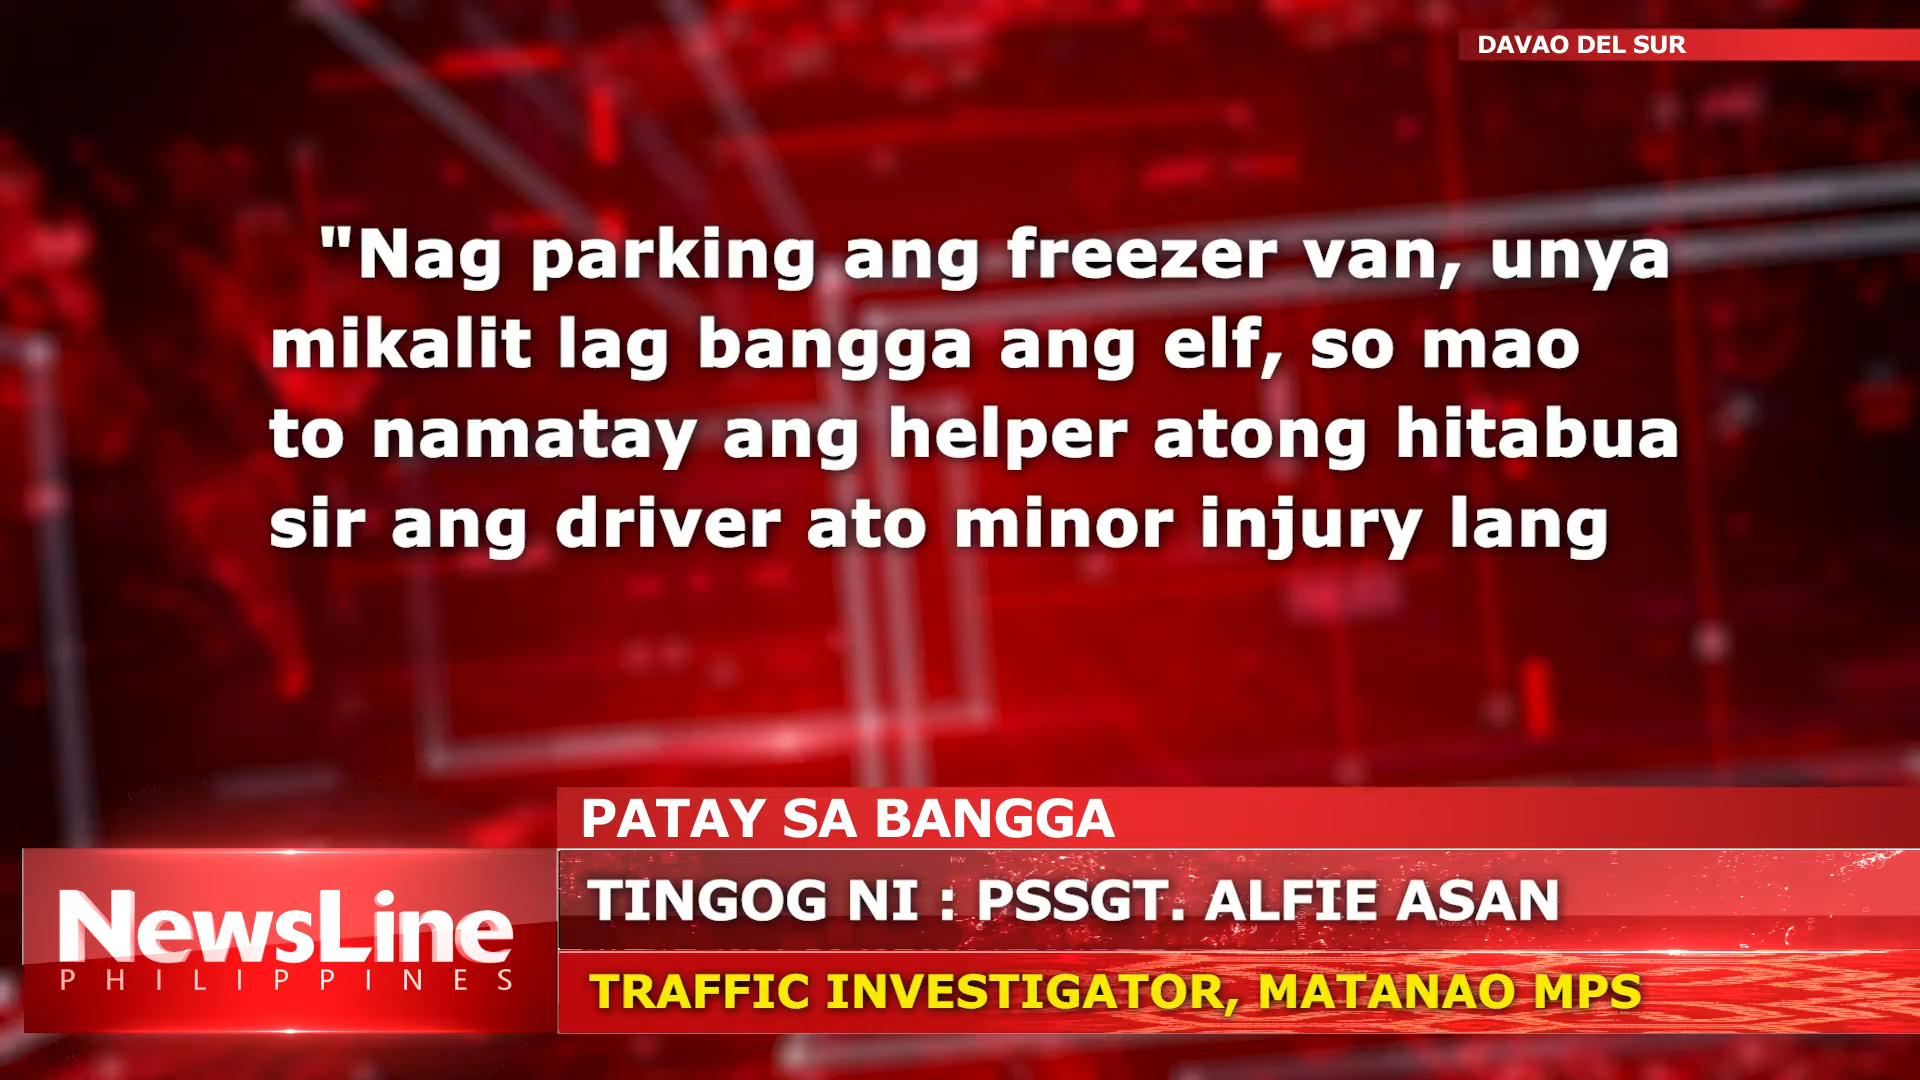 DAVAO DEL SUR
"Nag parking ang freezer van, unya
mikalit lag bangga ang elf, so mao
to namatay ang helper atong hitabua
sir ang driver ato minor injury lang
PATAY SA BANGGA
TINGOG NI : PSSGT. ALFIE ASAN
TRAFFIC INVESTIGATOR, MATANAO MPS
NewsLine
PHILIPPINES